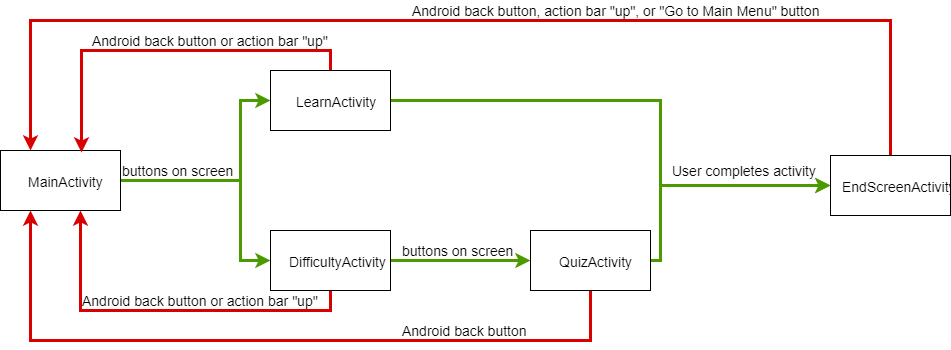 Android back button, action bar "up", or "Go to Main Menu" button
Android back button or action bar "up"
LearnActivity
MainActivity
buttons on screen
User completes activity
EndScreenActivity
DifficultyActivity
buttons on screen
QuizActivity
Android back button or action bar "up"
Android back button